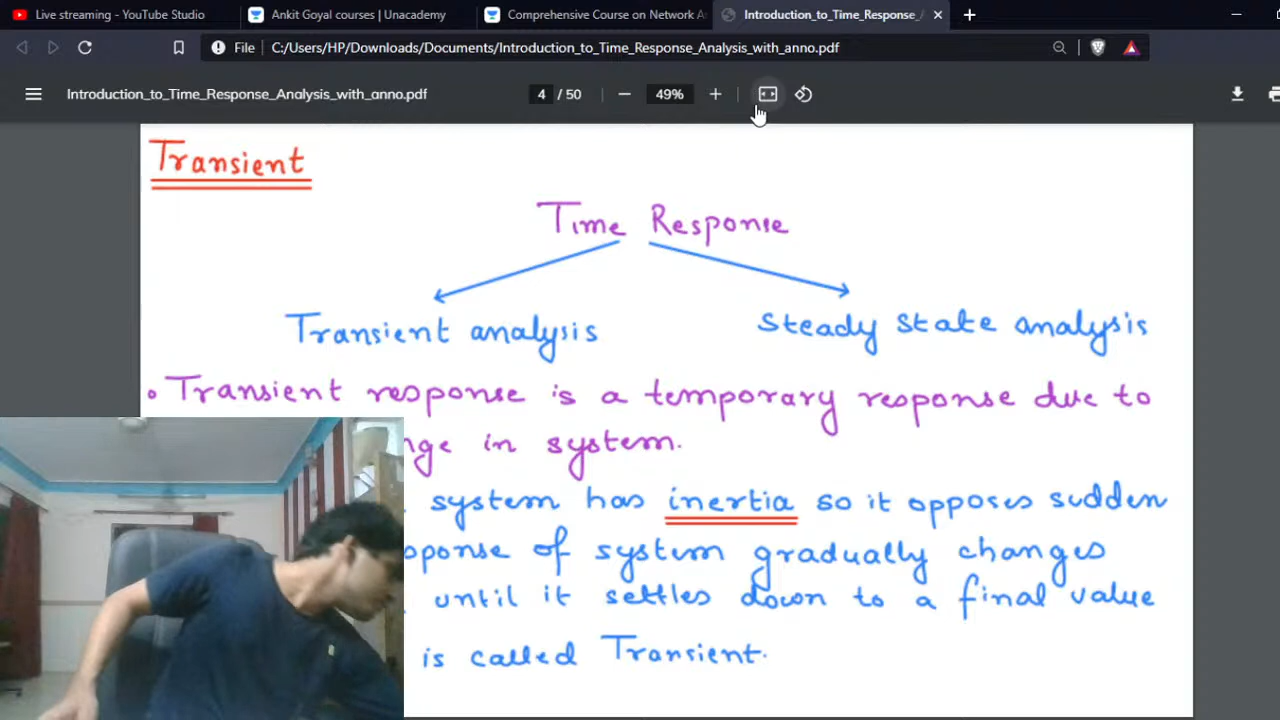 Live streaming - YouTube Studio
Ankit Goyal courses | Unacademy
Comprehensive Course on Network A
Introduction_to_Time_Response_
File C:/Users/HP/Downloads/Documents/Introduction_to_Time_Response_Analysis_with_anno.pdf
Introduction_to_Time_Response_Analysis_with_anno.pdf 4 / 50 49%
Transient
Time Response
Transient analysis
Steady State analysis
• Transient response is a temporary response due to
nge in system.
system has inertia so it opposes sudden
ponse of system gradually changes
until it settles down to a final value
is called Transient.